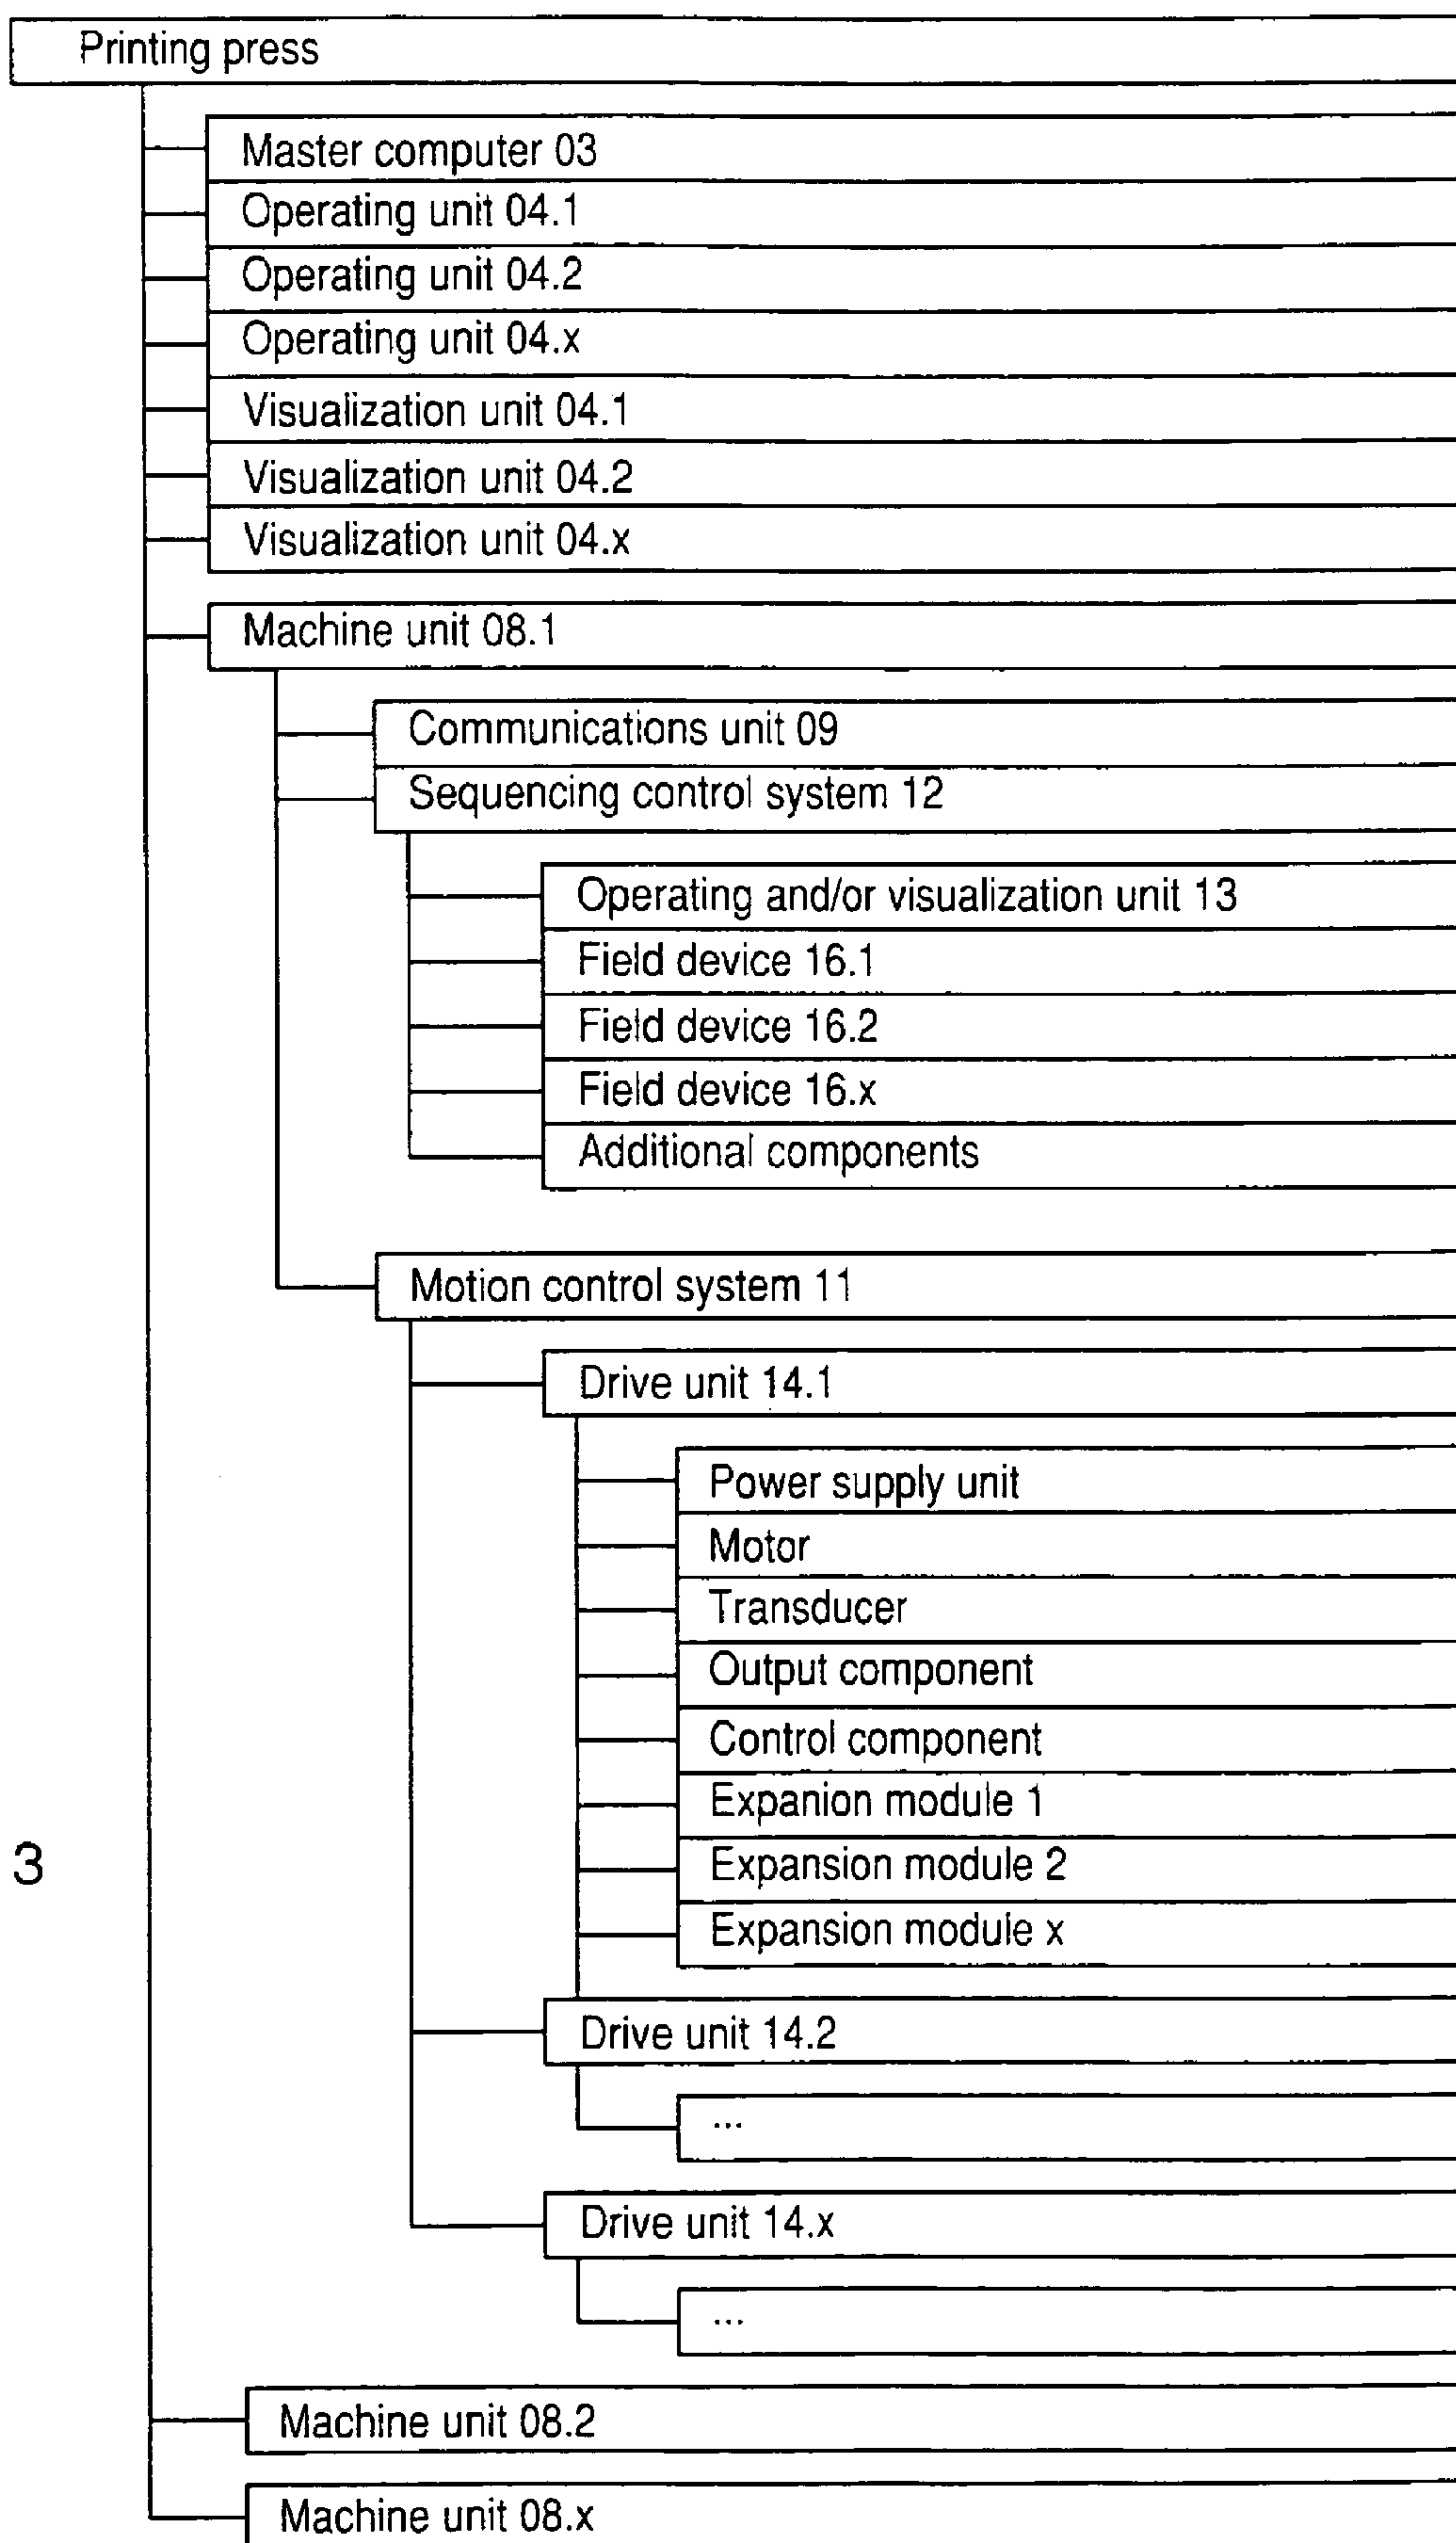 Printing press
Master computer 03
Operating unit 04.1
Operating unit 04.2
Operating unit 04.x
Visualization unit 04.1
Visualization unit 04.2
Visualization unit 04.x
Machine unit 08.1
Communications unit 09
Sequencing control system 12
Operating and/or visualization unit 13
Field device 16.1
Field device 16.2
Field device 16.x
Additional components
Motion control system 11
Drive unit 14.1
Power supply unit
Motor
Transducer
Output component
Control component
Expanion module 1
3
Expansion module 2
Expansion module x
Drive unit 14.2
...
Drive unit 14.x
...
Machine unit 08.2
Machine unit 08.x